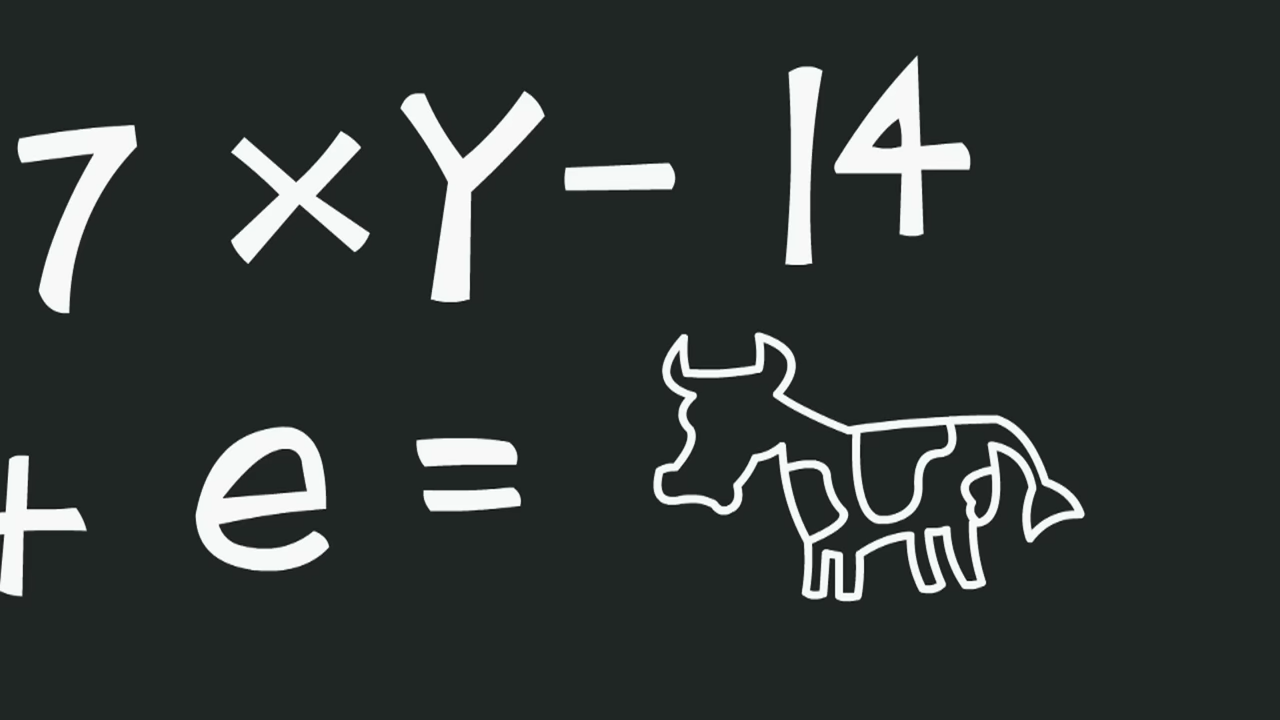 7 × Y - 14
+ e =